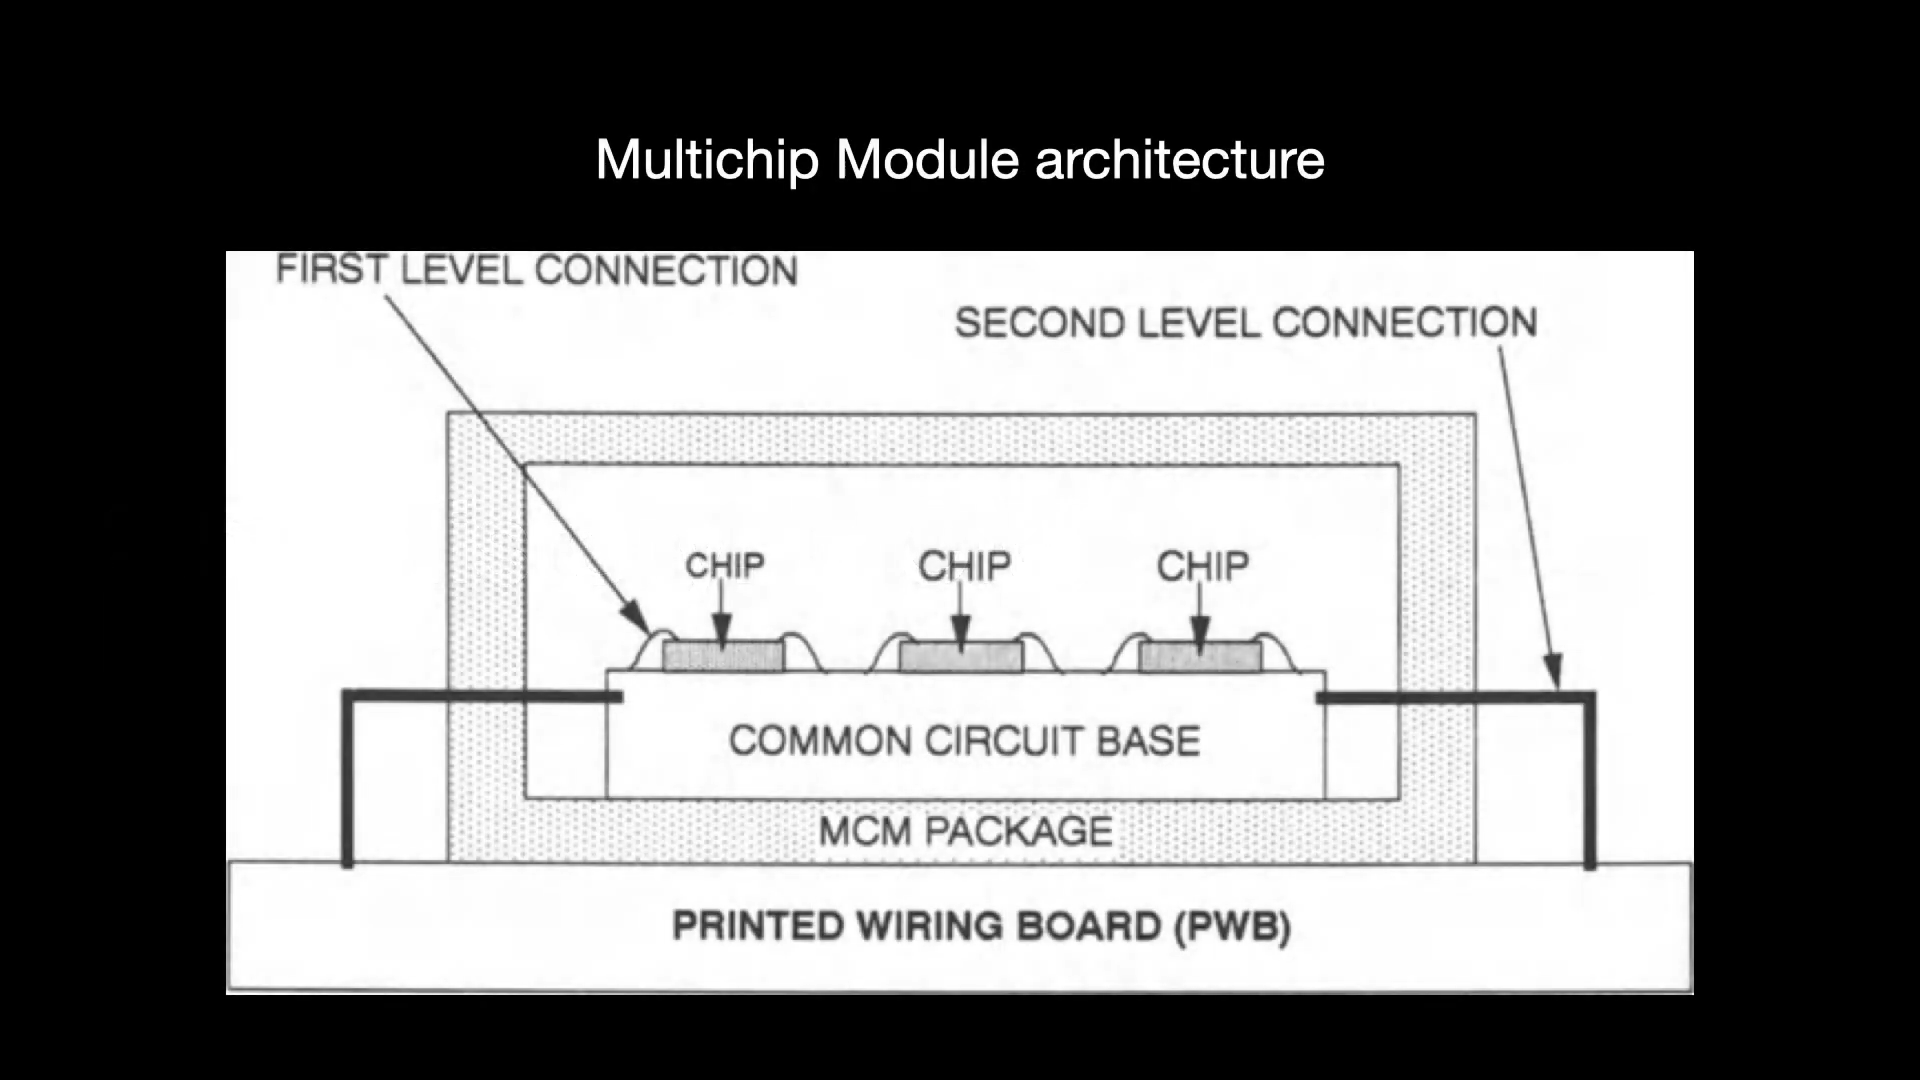 Multichip Module architecture
FIRST LEVEL CONNECTION
SECOND LEVEL CONNECTION
CHIP
CHIP
CHIP
COMMON CIRCUIT BASE
MCM PACKAGE
PRINTED WIRING BOARD (PWB)